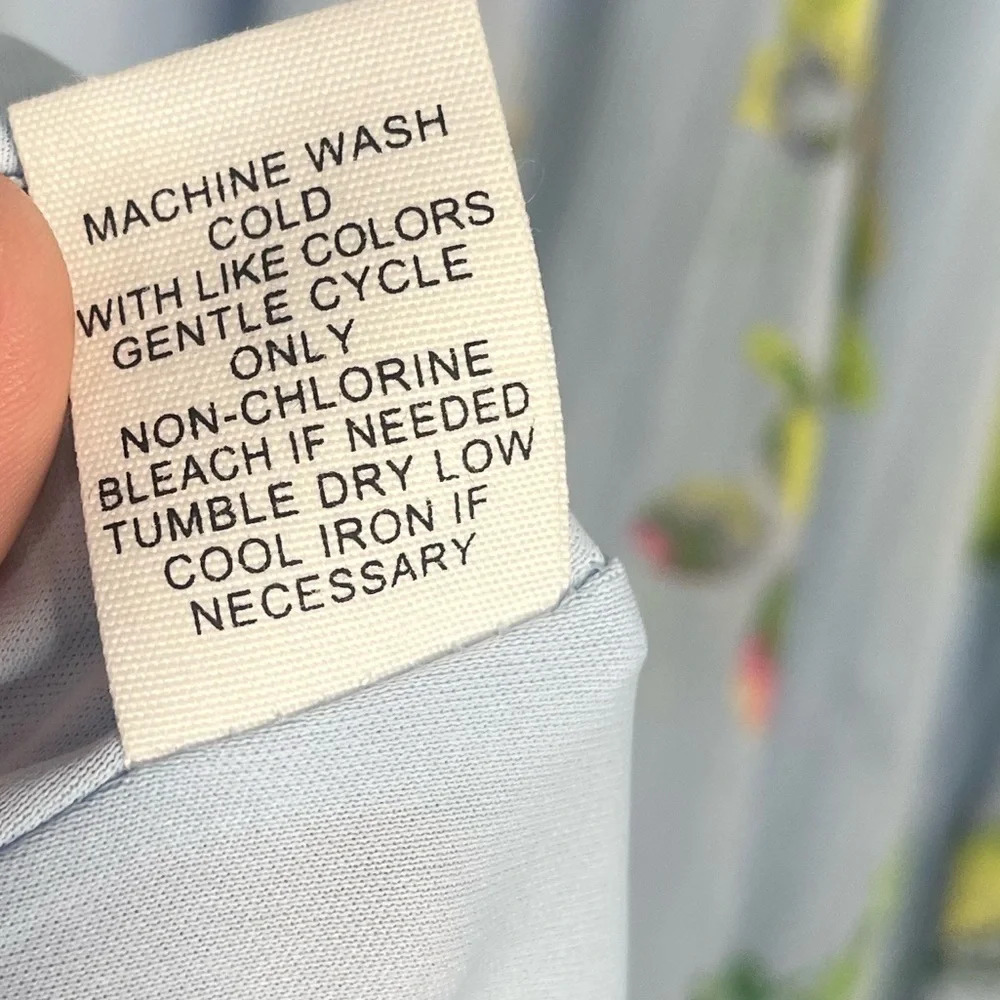 MACHINE WASH
COLD
WITH LIKE COLORS
GENTLE CYCLE
ONLY
NON-CHLORINE
BLEACH IF NEEDED
TUMBLE DRY LOW
COOL IRON IF
NECESSARY